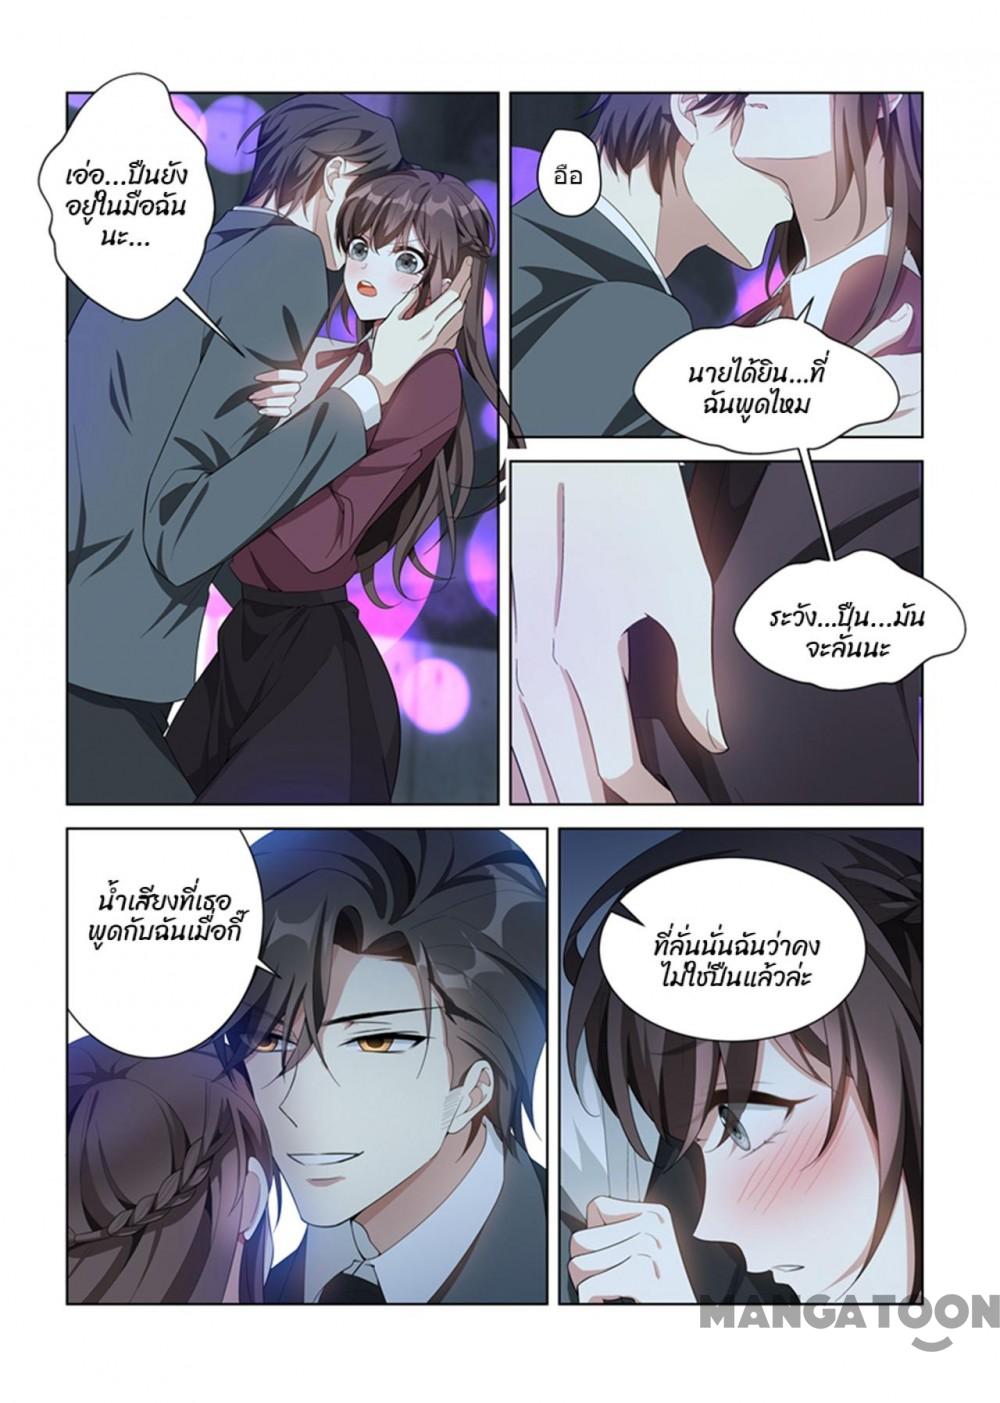 เอ่อ...ปืนยัง
อยู่ในมือฉัน
นะ...
อือ
นายได้ยิน...ที่
ฉันพูดไหม
ระวัง...ปืน...มัน
จะลั่นนะ
น้ำเสียงที่เธอ
พูดกับฉันเมื่อกี๊
ที่ลั่นนั่นฉันว่าคง
ไม่ใช่ปืนแล้วล่ะ
MANGATOON